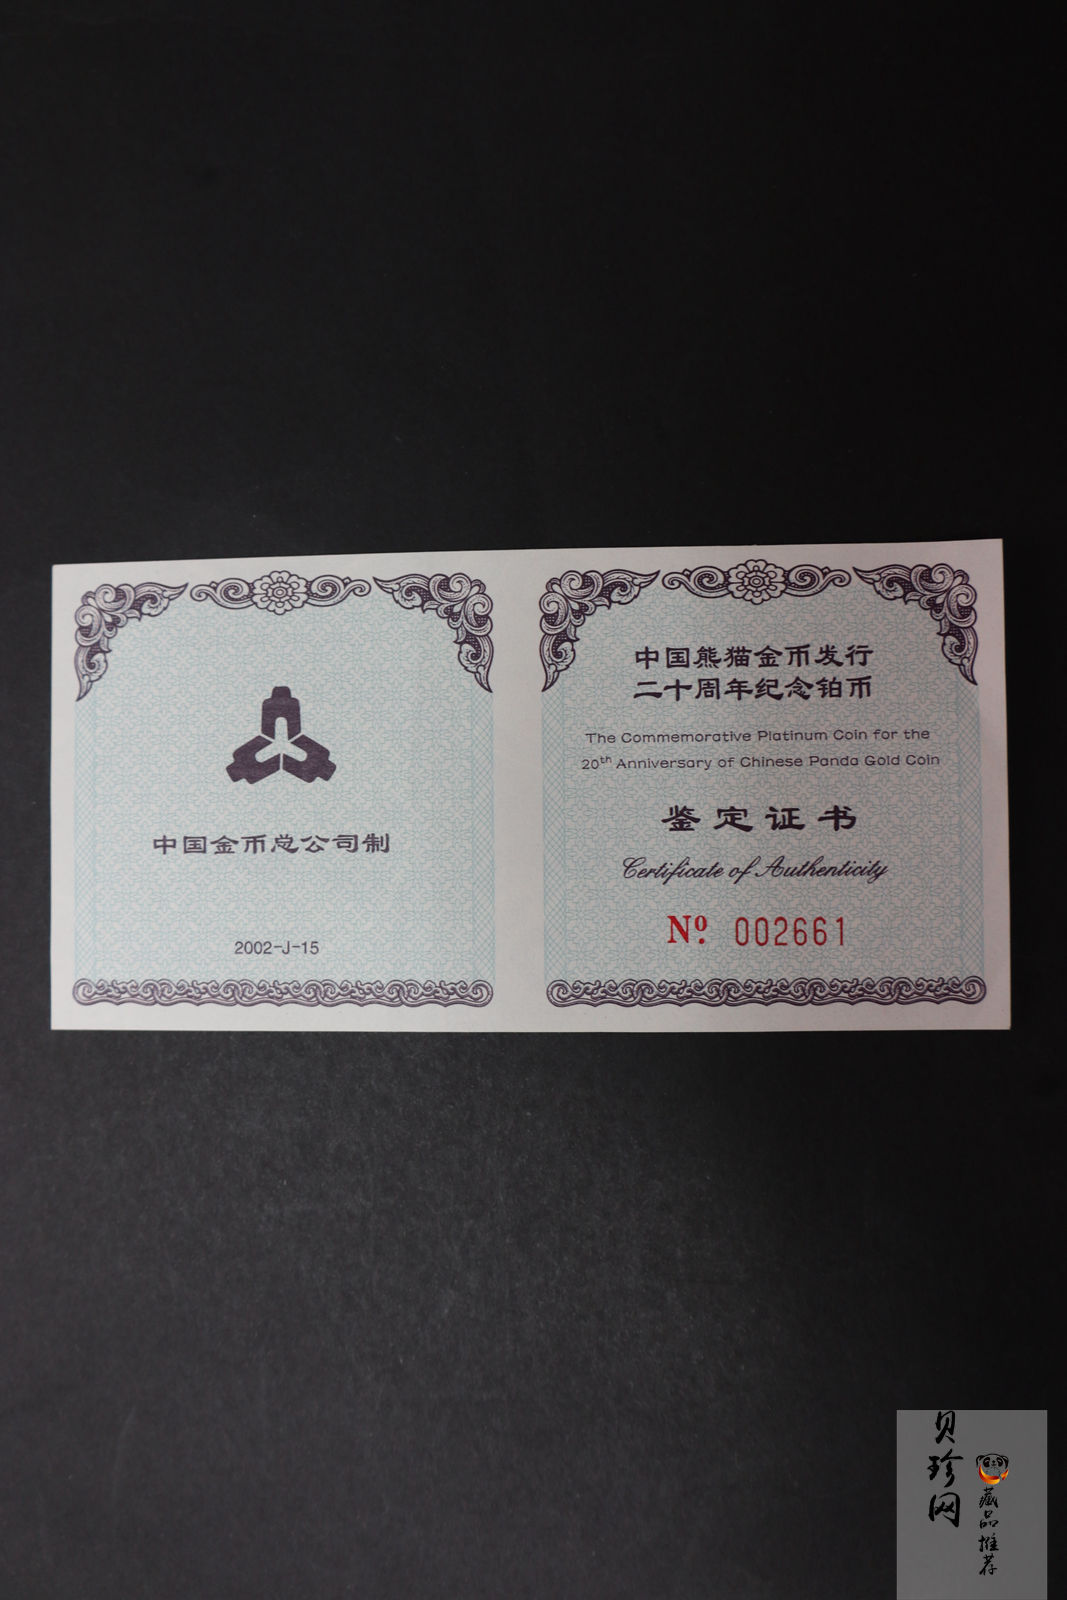 中国金币总公司制
2002-J-15
中国熊猫金币发行
二十周年纪念铂币
The Commemorative Platinum Coin for the
20th Anniversary of Chinese Panda Gold Coin
鉴定证书
Certificate of Authenticity
Nº. 002661
贝珍网
藏品推荐